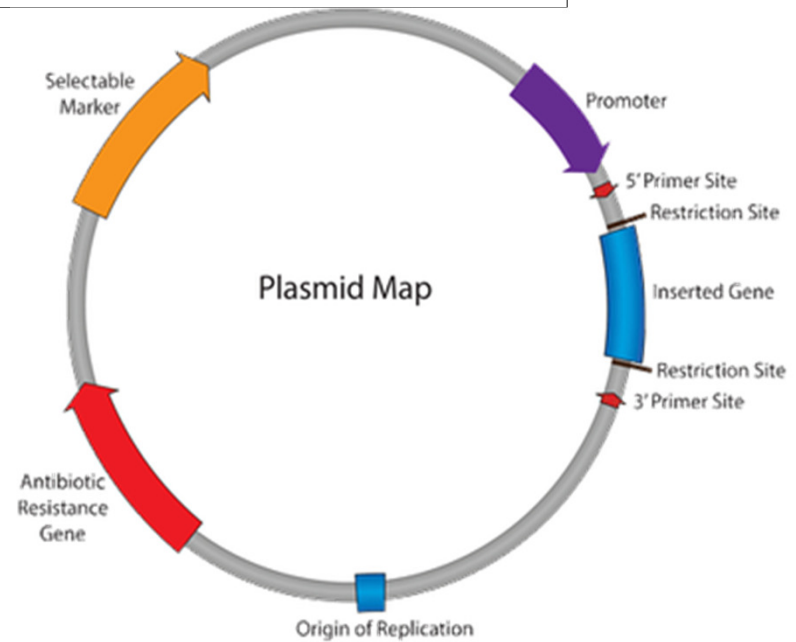 Selectable
Marker
Promoter
5' Primer Site
Restriction Site
Plasmid Map
Inserted Gene
Restriction Site
3' Primer Site
Antibiotic
Resistance
Gene
Origin of Replication